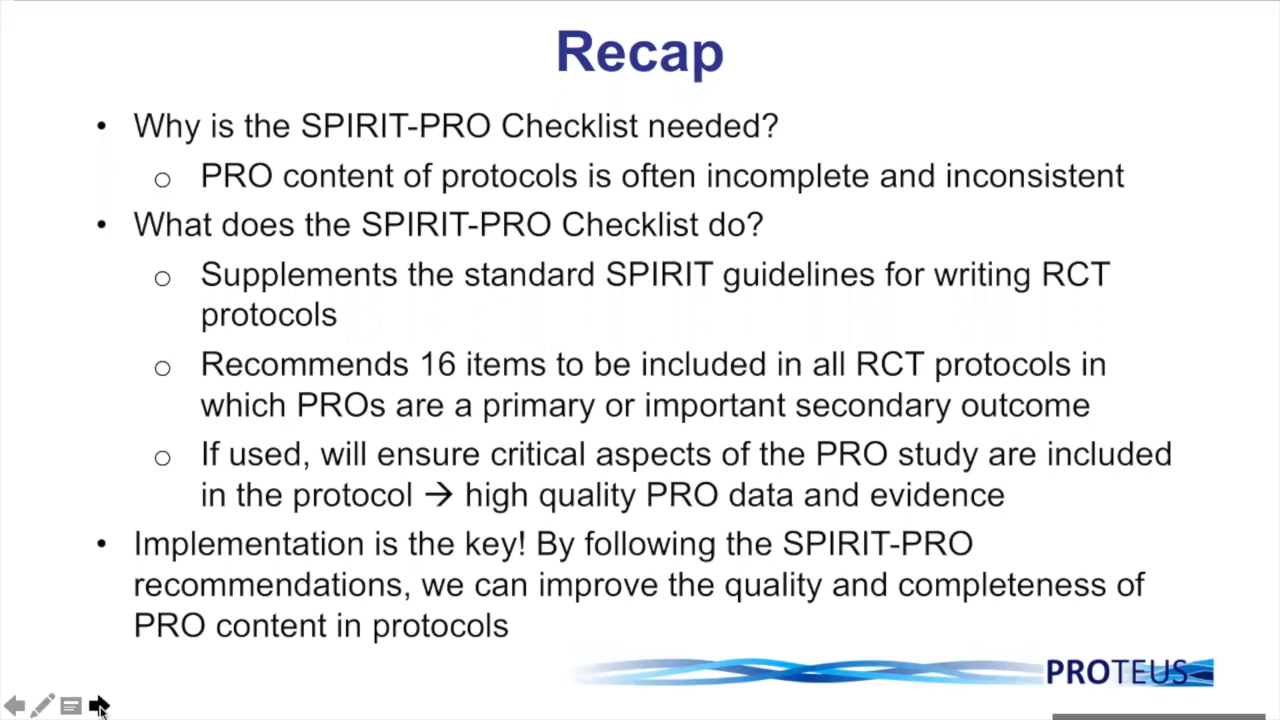 Recap
• Why is the SPIRIT-PRO Checklist needed?
o PRO content of protocols is often incomplete and inconsistent
• What does the SPIRIT-PRO Checklist do?
o Supplements the standard SPIRIT guidelines for writing RCT
protocols
o Recommends 16 items to be included in all RCT protocols in
which PROs are a primary or important secondary outcome
o If used, will ensure critical aspects of the PRO study are included
in the protocol → high quality PRO data and evidence
• Implementation is the key! By following the SPIRIT-PRO
recommendations, we can improve the quality and completeness of
PRO content in protocols
PROTEUS